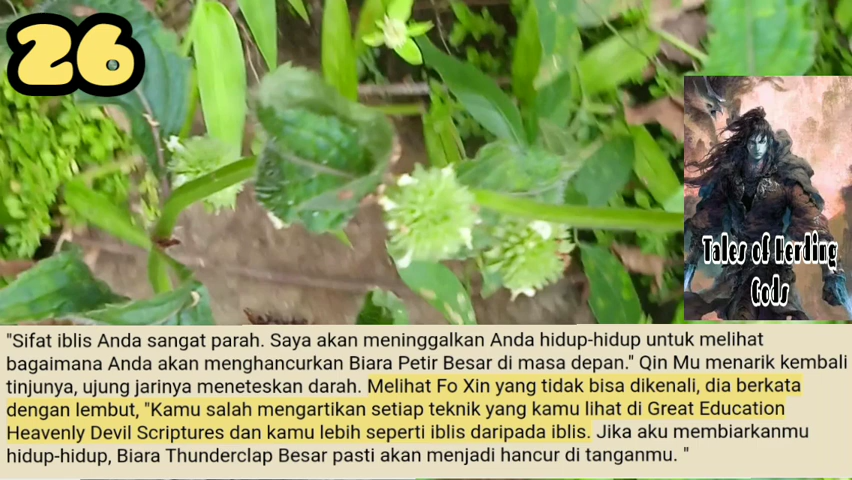 26
Tales of Herding
Gods
"Sifat iblis Anda sangat parah. Saya akan meninggalkan Anda hidup-hidup untuk melihat
bagaimana Anda akan menghancurkan Biara Petir Besar di masa depan." Qin Mu menarik kembali
tinjunya, ujung jarinya meneteskan darah. Melihat Fo Xin yang tidak bisa dikenali, dia berkata
dengan lembut, "Kamu salah mengartikan setiap teknik yang kamu lihat di Great Education
Heavenly Devil Scriptures dan kamu lebih seperti iblis daripada iblis. Jika aku membiarkanmu
hidup-hidup, Biara Thunderclap Besar pasti akan menjadi hancur di tanganmu. "